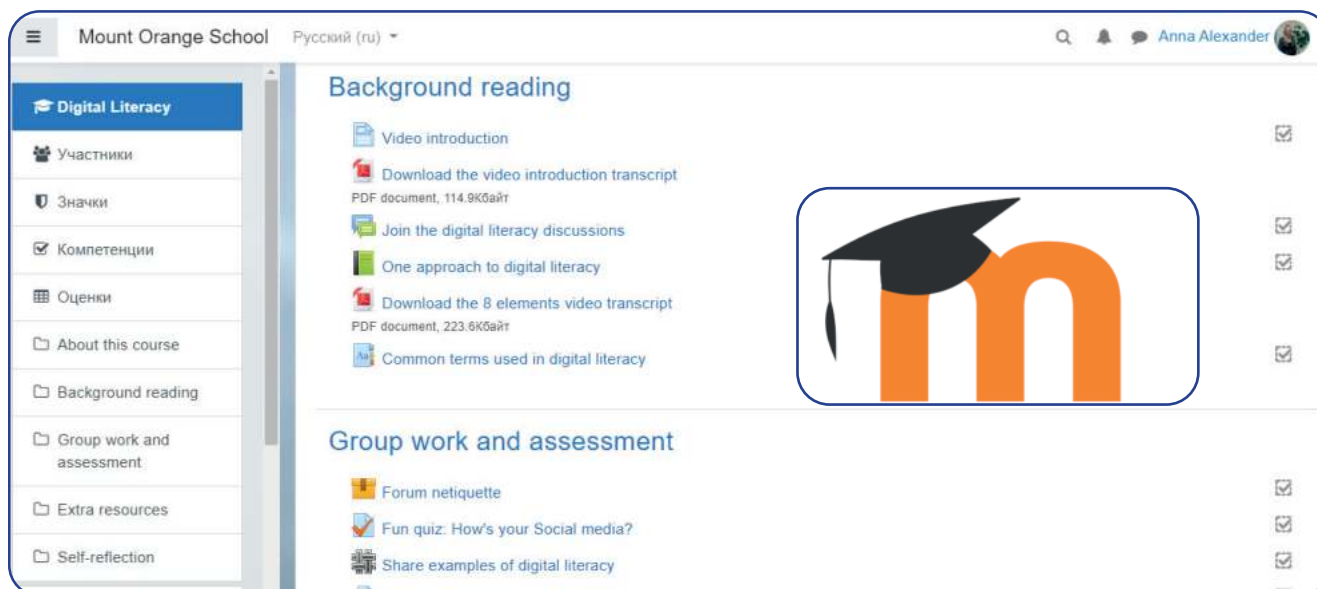 Mount Orange School Русский (ru)
Anna Alexander
Digital Literacy
Участники
Значки
Компетенции
Оценки
About this course
Background reading
Group work and
assessment
Extra resources
Self-reflection
Background reading
Video introduction
Download the video introduction transcript
PDF document, 114.9Кбайт
Join the digital literacy discussions
One approach to digital literacy
Download the 8 elements video transcript
PDF document, 223.6Кбайт
Common terms used in digital literacy
m
Group work and assessment
Forum netiquette
Fun quiz: How's your Social media?
Share examples of digital literacy